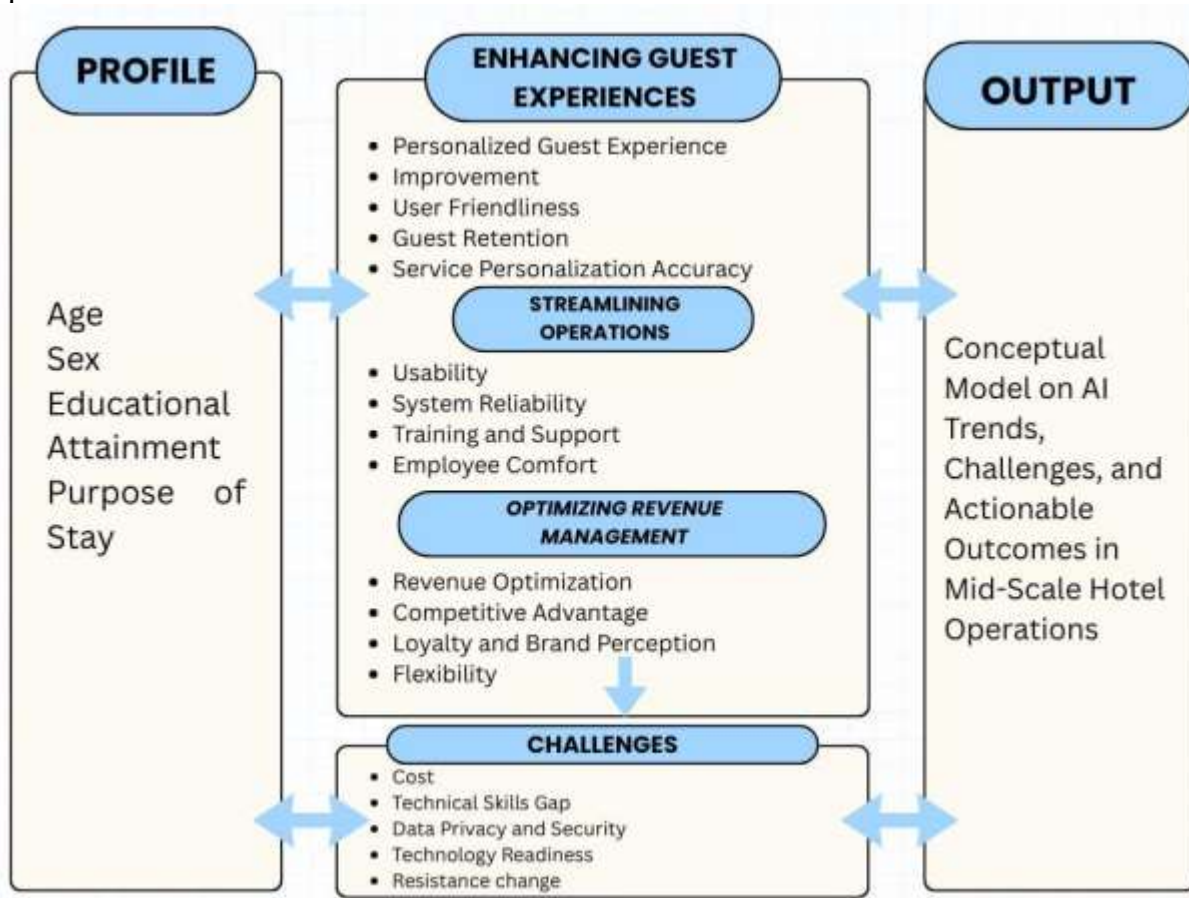 PROFILE
Age
Sex
Educational
Attainment
Purpose of
Stay
ENHANCING GUEST
EXPERIENCES
• Personalized Guest Experience
• Improvement
• User Friendliness
• Guest Retention
• Service Personalization Accuracy
STREAMLINING
OPERATIONS
• Usability
• System Reliability
• Training and Support
• Employee Comfort
OPTIMIZING REVENUE
MANAGEMENT
• Revenue Optimization
• Competitive Advantage
• Loyalty and Brand Perception
• Flexibility
CHALLENGES
• Cost
• Technical Skills Gap
• Data Privacy and Security
• Technology Readiness
• Resistance change
OUTPUT
Conceptual
Model on AI
Trends,
Challenges, and
Actionable
Outcomes in
Mid-Scale Hotel
Operations